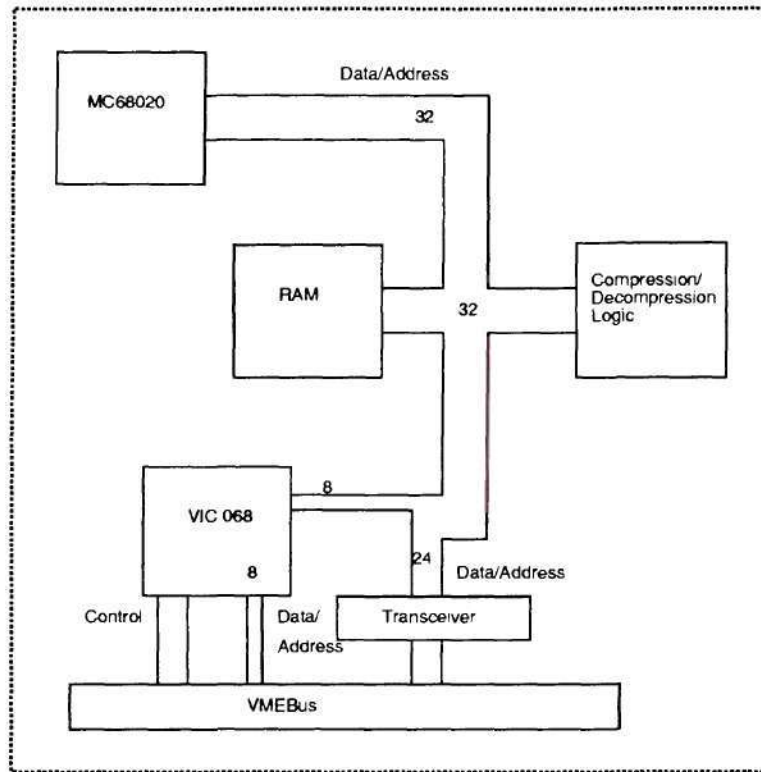 Data/Address
MC68020
32
RAM
Compression/
Decompression
Logic
32
8
VIC 068
8
24
Data/Address
Control
Data/
Address
Transceiver
VMEBus